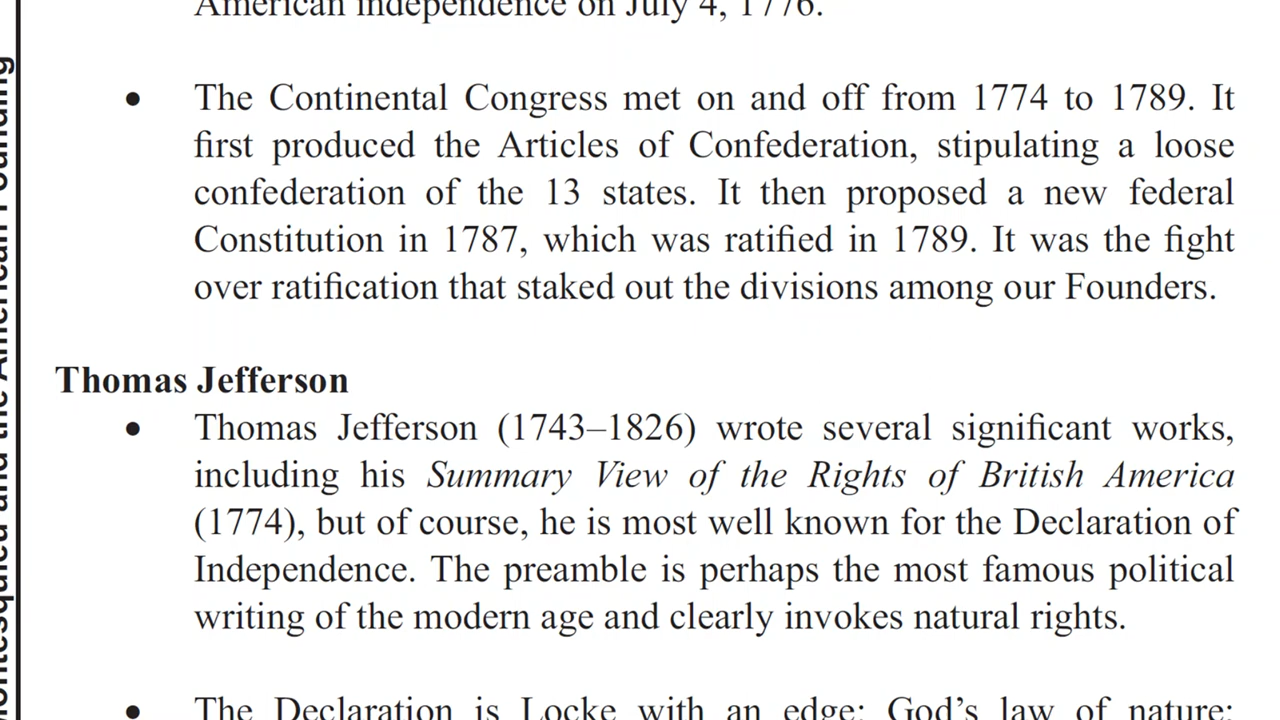 American independence on July 4, 1776.
• The Continental Congress met on and off from 1774 to 1789. It
first produced the Articles of Confederation, stipulating a loose
confederation of the 13 states. It then proposed a new federal
Constitution in 1787, which was ratified in 1789. It was the fight
over ratification that staked out the divisions among our Founders.
Thomas Jefferson
• Thomas Jefferson (1743–1826) wrote several significant works,
including his Summary View of the Rights of British America
(1774), but of course, he is most well known for the Declaration of
Independence. The preamble is perhaps the most famous political
writing of the modern age and clearly invokes natural rights.
• The Declaration is Locke with an edge: God’s law of nature;
ontesquieu and the American Founding